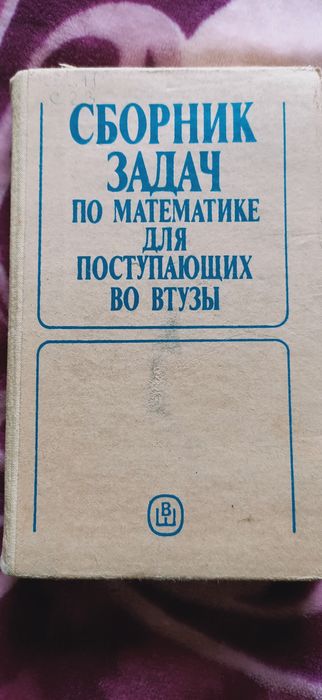 СБОРНИК
ЗАДАЧ
ПО МАТЕМАТИКЕ
ДЛЯ
ПОСТУПАЮЩИХ
ВО ВТУЗЫ
В
Ш